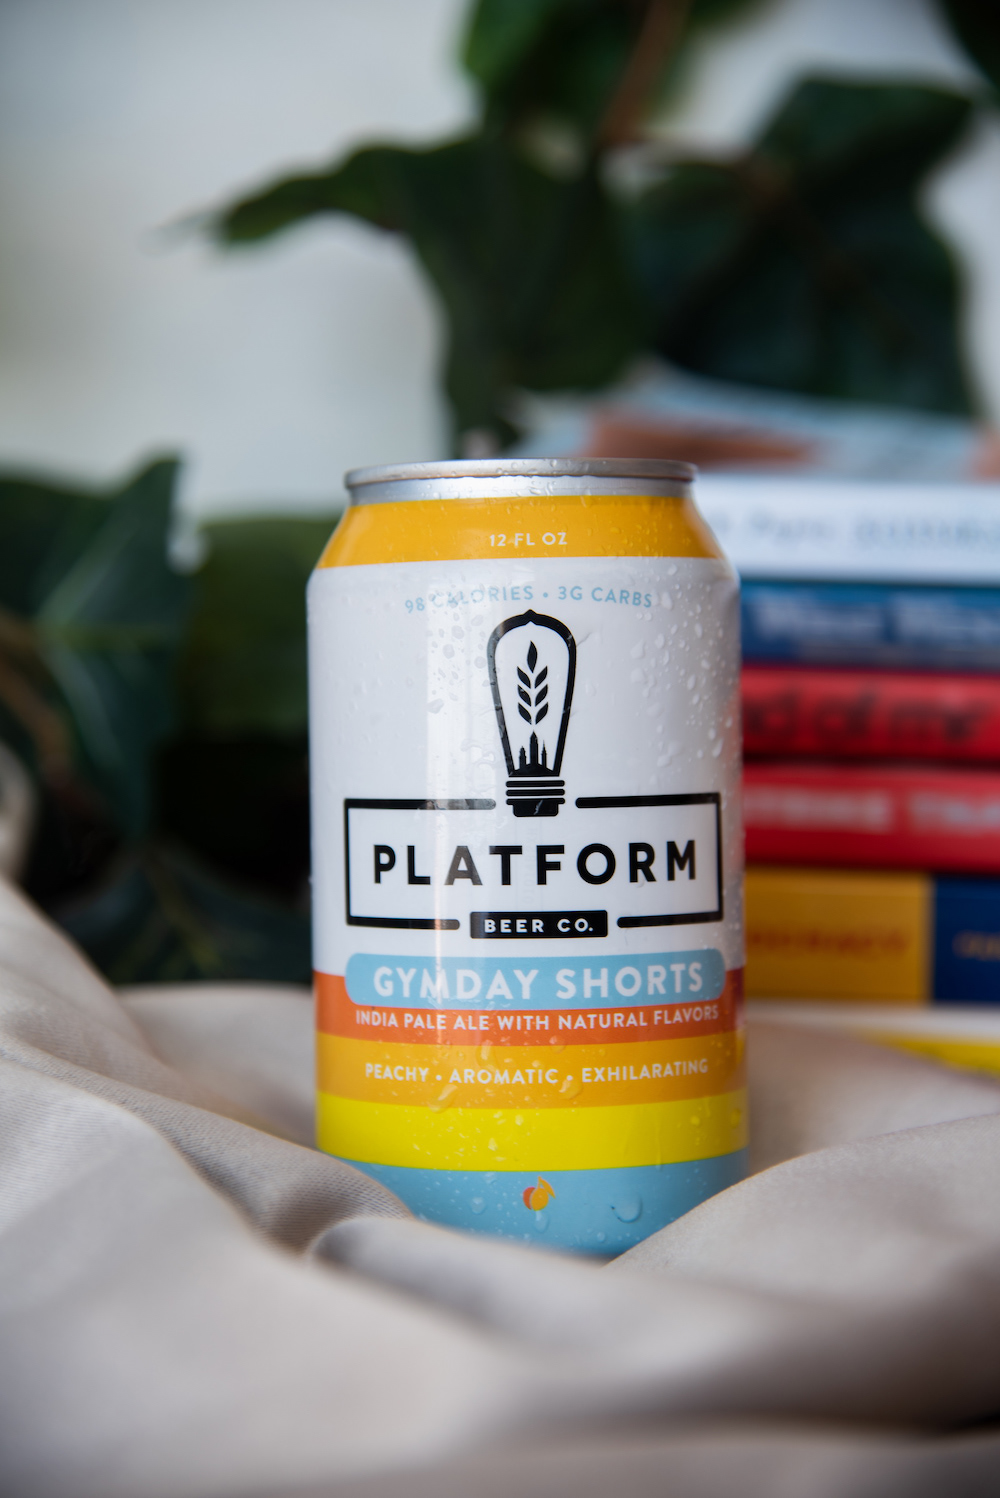 12 FL OZ
98 CALORIES • 3G CARBS
PLATFORM
BEER CO.
GYMDAY SHORTS
INDIA PALE ALE WITH NATURAL FLAVORS
PEACHY • AROMATIC • EXHILARATING